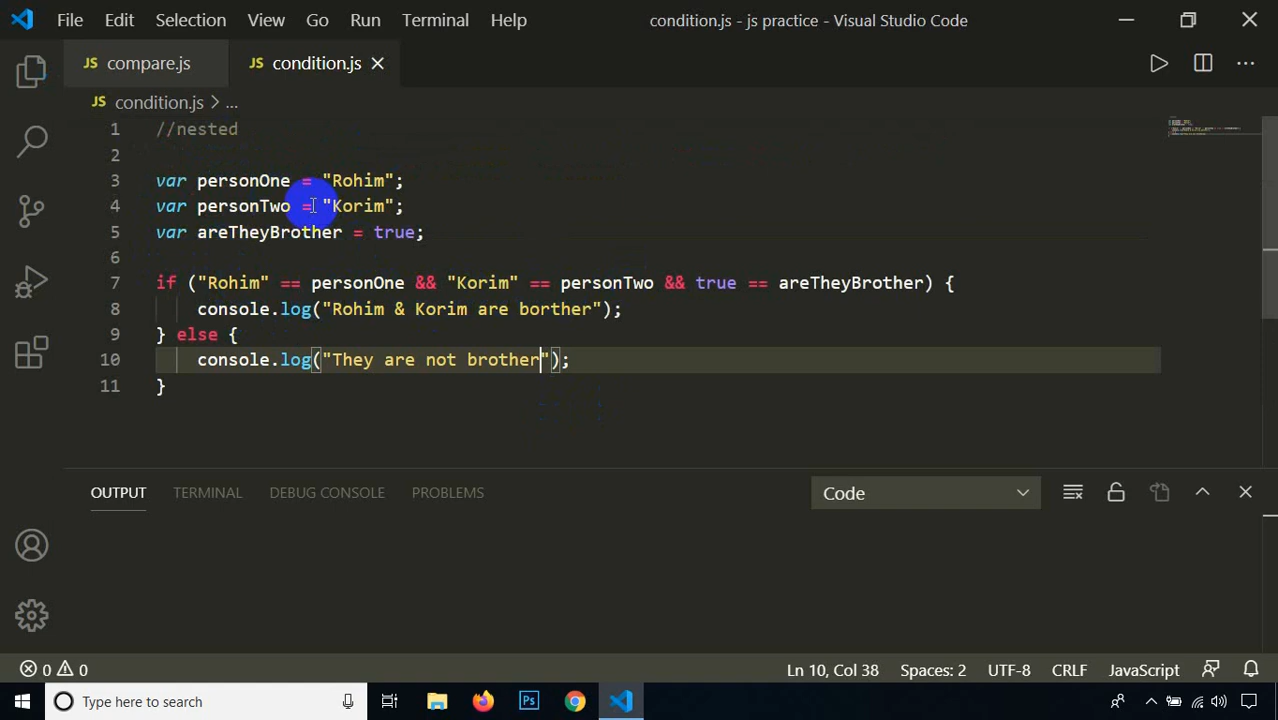 File Edit Selection View Go Run Terminal Help condition.js - js practice - Visual Studio Code
JS compare.js JS condition.js
JS condition.js > ...
1 //nested
2
3 var personOne = "Rohim";
4 var personTwo = "Korim";
5 var areTheyBrother = true;
6
7 if ("Rohim" == personOne && "Korim" == personTwo && true == areTheyBrother) {
8 console.log("Rohim & Korim are borther");
9 } else {
10 console.log("They are not brother");
11 }
OUTPUT TERMINAL DEBUG CONSOLE PROBLEMS Code
0 0 Ln 10, Col 38 Spaces: 2 UTF-8 CRLF JavaScript
Type here to search Ps